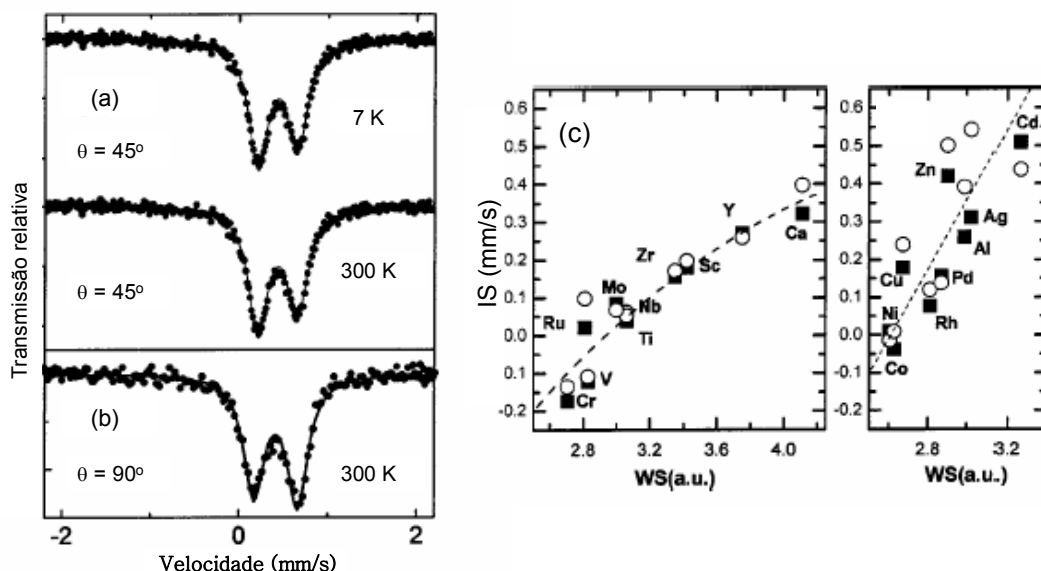 Transmissão relativa
(a)
θ = 45º
7 K
θ = 45º
300 K
(b)
θ = 90º
300 K
-2
0
2
Velocidade (mm/s)
(c)
IS (mm/s)
0.6
0.5
0.4
0.3
0.2
0.1
0.0
0.1
-0.2
Y
Ca
Zr
Sc
Mo
Nb
Ru
Ti
V
Cr
2.8
3.2
3.6
4.0
WS(a.u.)
0.6
0.5
0.4
0.3
0.2
0.1
0.0
-0.1
-0.2
Cd
Zn
Ag
Al
Cu
Pd
Ni
Rh
Co
2.8
3.2
WS(a.u..)